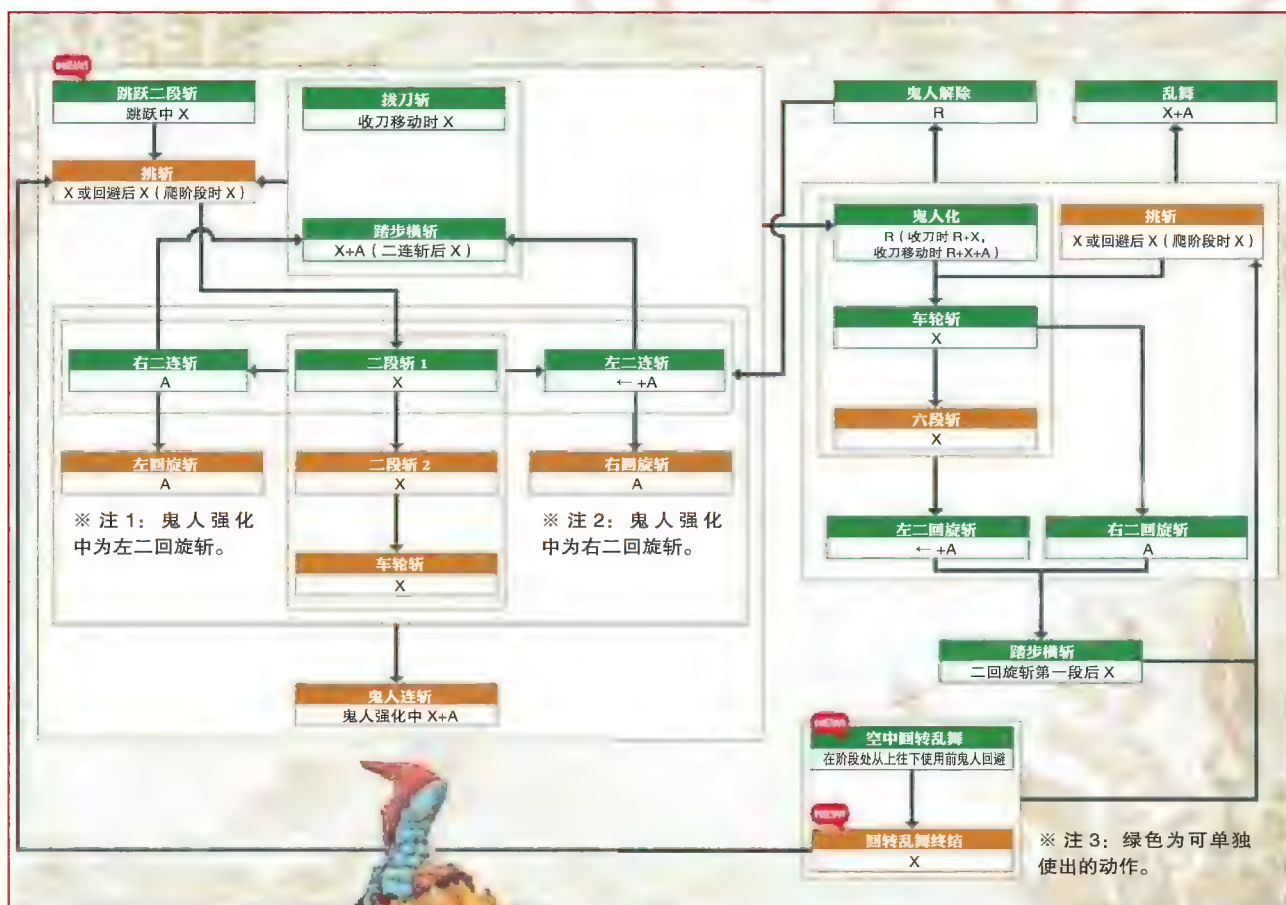 跳跃二段斩
跳跃中 X
拔刀斩
收刀移动时 X
鬼人解除
R
乱舞
X+A
挑斩
X 或回避后 X（爬阶段时 X）
踏步横斩
X+A（二连斩后 X）
鬼人化
R（收刀时 R+X，
收刀移动时 R+X+A）
挑斩
X 或回避后 X（爬阶段时 X）
车轮斩
X
右二连斩
A
二段斩 1
X
左二连斩
← +A
六段斩
X
左回旋斩
A
二段斩 2
X
右回旋斩
A
※ 注 1：鬼人强化
中为左二回旋斩。
※ 注 2：鬼人强化
中为右二回旋斩。
车轮斩
X
左二回旋斩
← +A
右二回旋斩
A
踏步横斩
二回旋斩第一段后 X
鬼人连斩
鬼人强化中 X+A
空中回转乱舞
在阶段处从上往下使用前鬼人回避
回转乱舞终结
X
※ 注 3：绿色为可单独
使出的动作。